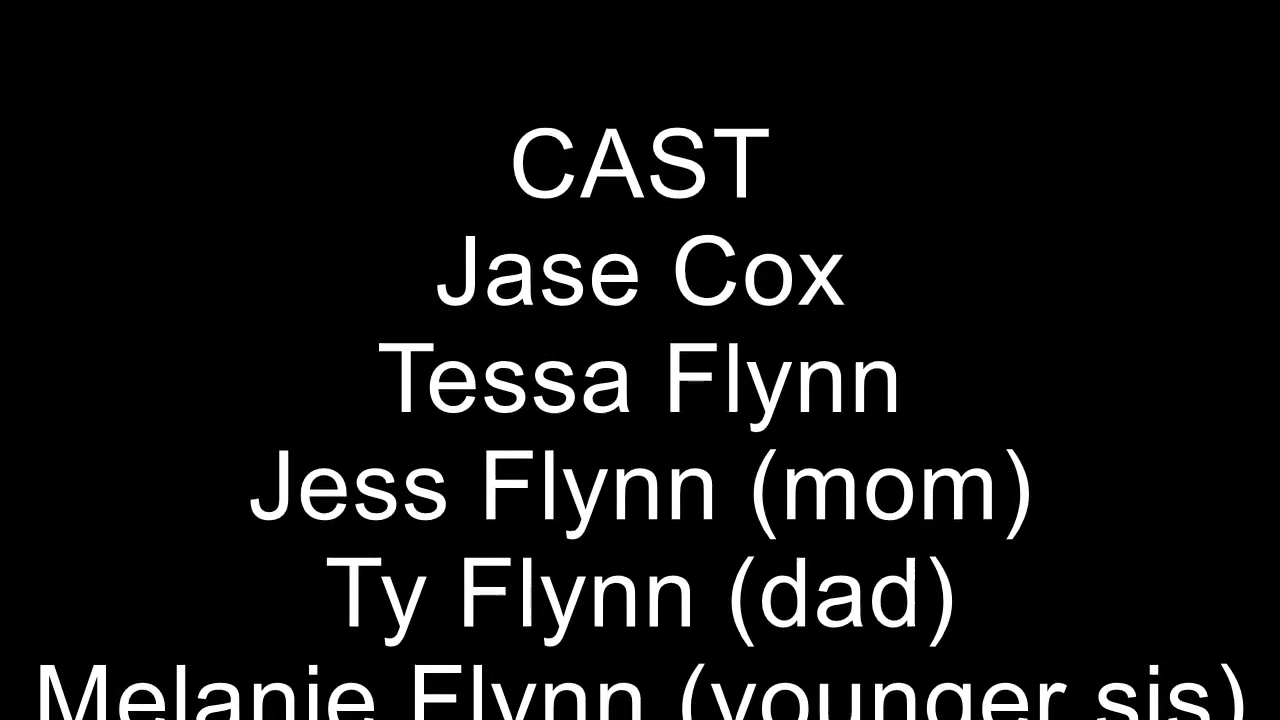 CAST
Jase Cox
Tessa Flynn
Jess Flynn (mom)
Ty Flynn (dad)
Melanie Flynn (younger sis)